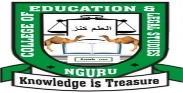 COLLEGE OF EDUCATION & LEGAL STUDIES
العلم كنز
NGURU
Knowledge is Treasure